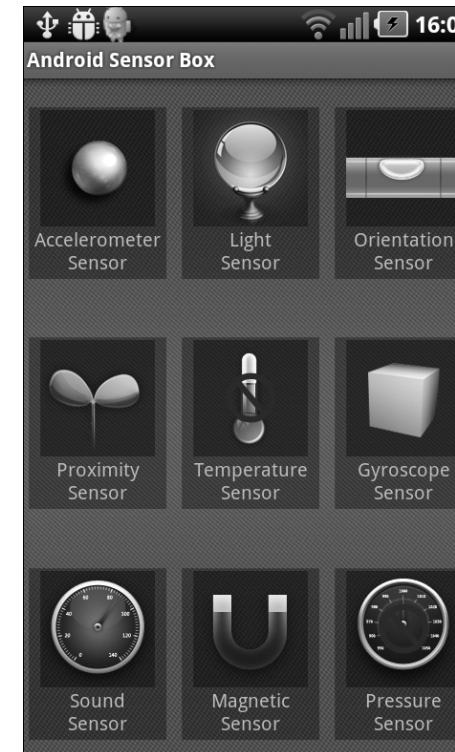 16:0
Android Sensor Box
Accelerometer
Sensor
Light
Sensor
Orientation
Sensor
Proximity
Sensor
Temperature
Sensor
Gyroscope
Sensor
Sound
Sensor
Magnetic
Sensor
Pressure
Sensor